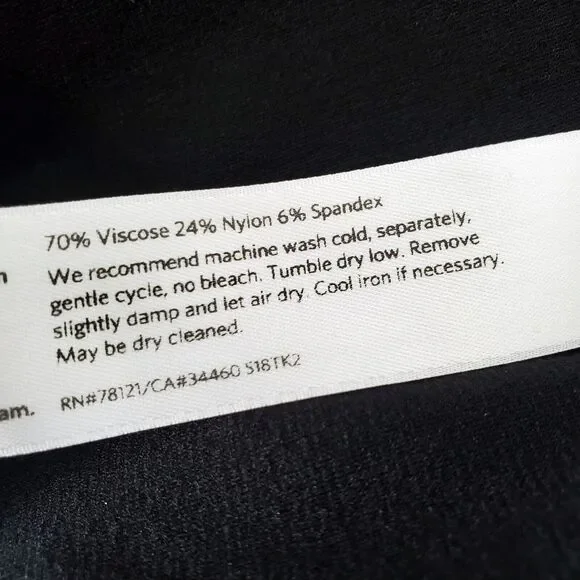 70% Viscose 24% Nylon 6% Spandex
We recommend machine wash cold, separately,
gentle cycle, no bleach. Tumble dry low. Remove
slightly damp and let air dry. Cool iron if necessary.
May be dry cleaned.
am. RN#78121/CA#34460 S18TK2